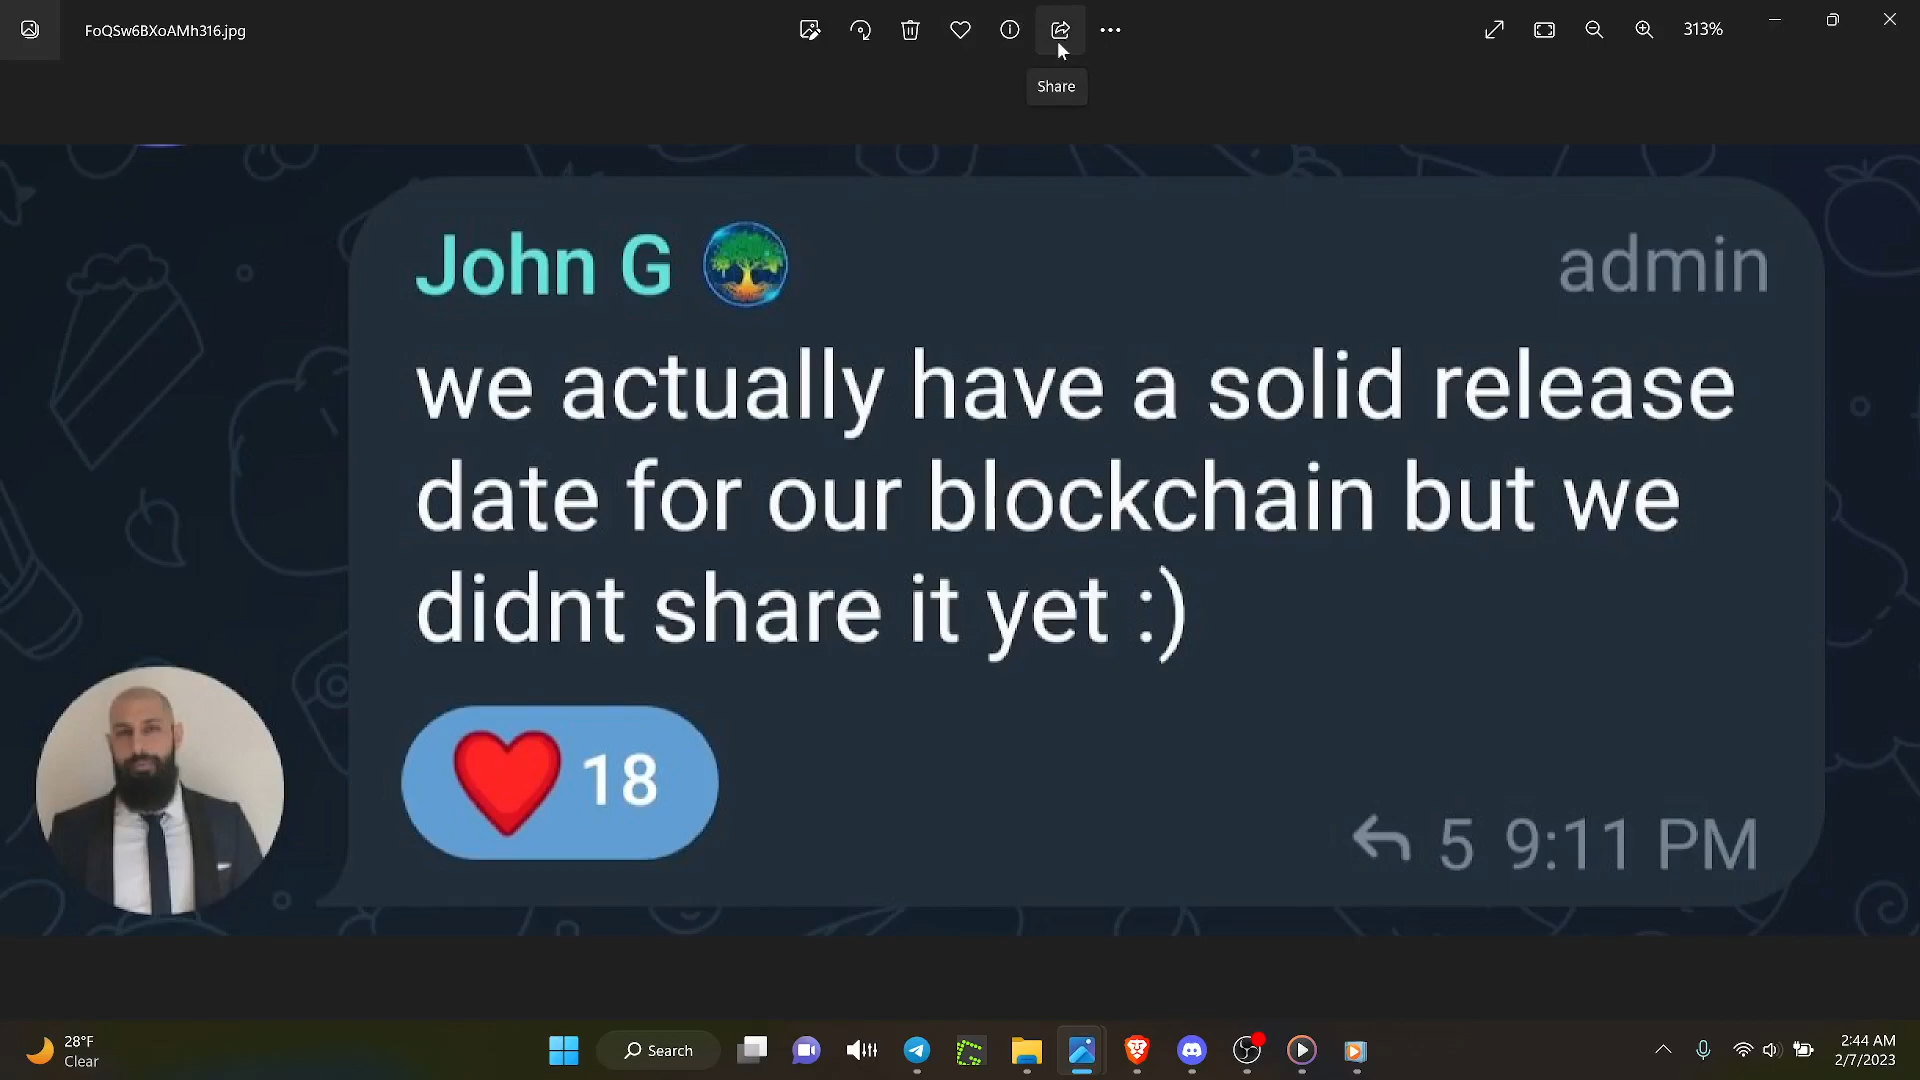 FoQSw6BXoAMh316.jpg
313%
Share
John G
admin
we actually have a solid release
date for our blockchain but we
didnt share it yet :)
18
5 9:11 PM
28°F
Clear
Search
2:44 AM
2/7/2023